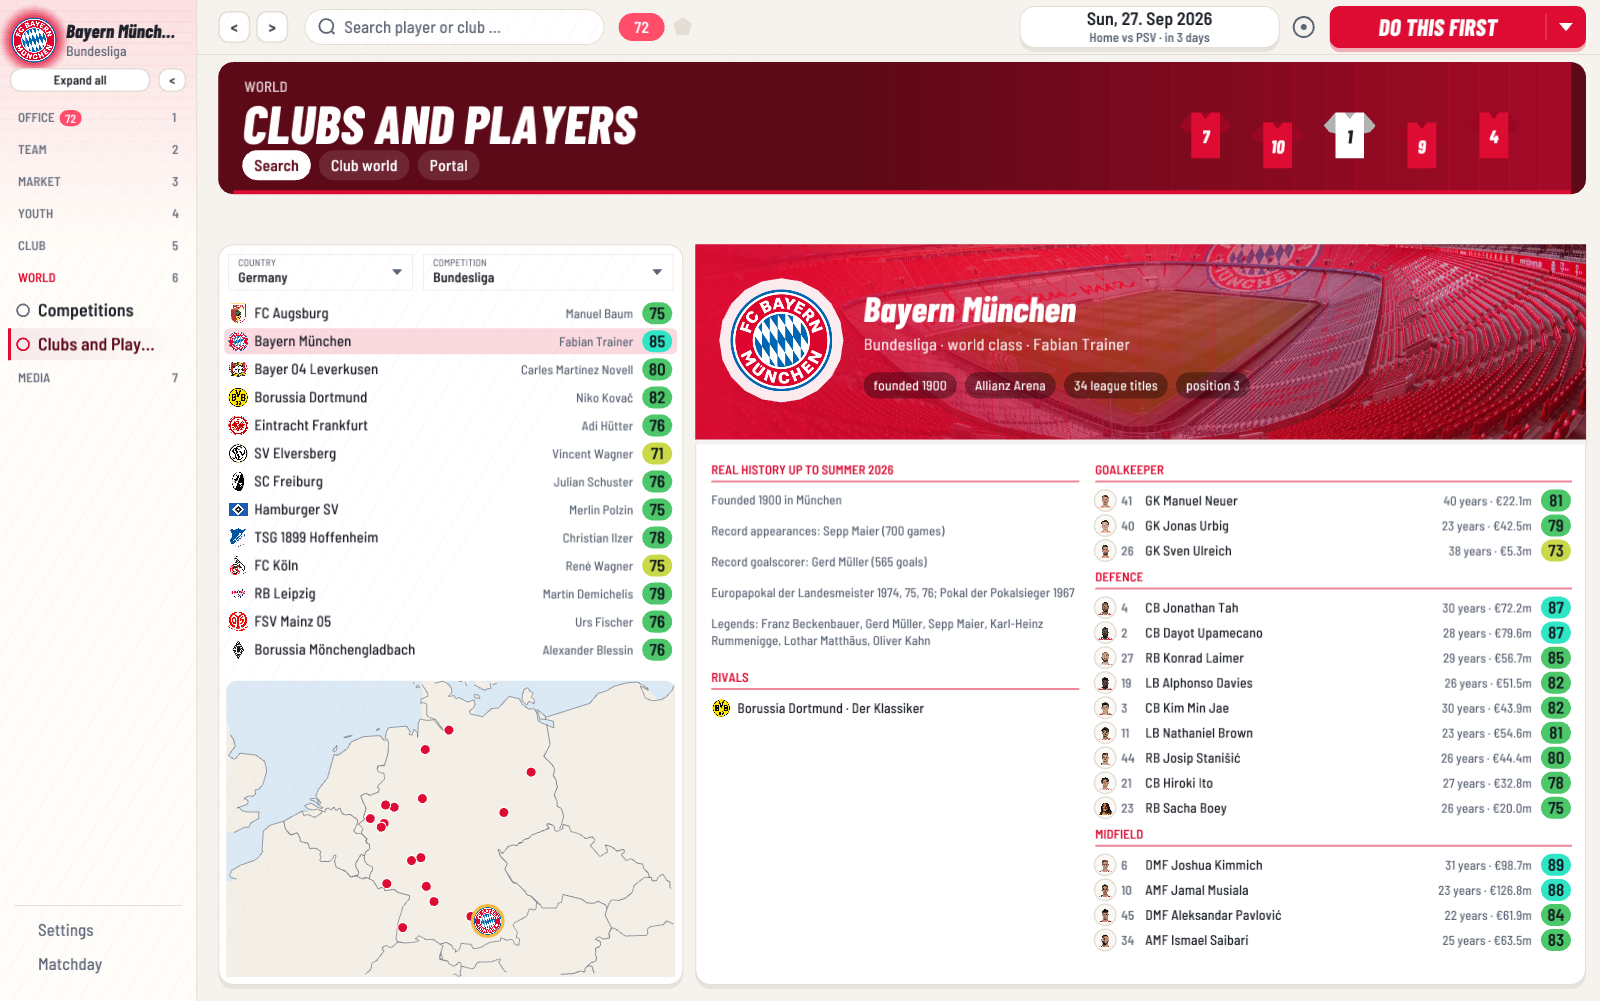 Bayern Münch...
Bundesliga
Expand all
<
OFFICE 72 1
TEAM 2
MARKET 3
YOUTH 4
CLUB 5
WORLD 6
Competitions
Clubs and Play...
MEDIA 7
Settings
Matchday
< >
Search player or club ...
72
Sun, 27. Sep 2026
Home vs PSV · in 3 days
DO THIS FIRST
WORLD
CLUBS AND PLAYERS
Search Club world Portal
7 10 1 9 4
COUNTRY
Germany
COMPETITION
Bundesliga
FC Augsburg Manuel Baum 75
Bayern München Fabian Trainer 85
Bayer 04 Leverkusen Carles Martinez Novell 80
Borussia Dortmund Niko Kovač 82
Eintracht Frankfurt Adi Hütter 76
SV Elversberg Vincent Wagner 71
SC Freiburg Julian Schuster 76
Hamburger SV Merlin Polzin 75
TSG 1899 Hoffenheim Christian Ilzer 78
FC Köln René Wagner 75
RB Leipzig Martin Demichelis 79
FSV Mainz 05 Urs Fischer 76
Borussia Mönchengladbach Alexander Blessin 76
FC BAYERN MÜNCHEN
Bayern München
Bundesliga · world class · Fabian Trainer
founded 1900 Allianz Arena 34 league titles position 3
REAL HISTORY UP TO SUMMER 2026
Founded 1900 in München
Record appearances: Sepp Maier (700 games)
Record goalscorer: Gerd Müller (565 goals)
Europapokal der Landesmeister 1974, 75, 76; Pokal der Pokalsieger 1967
Legends: Franz Beckenbauer, Gerd Müller, Sepp Maier, Karl-Heinz
Rummenigge, Lothar Matthäus, Oliver Kahn
RIVALS
Borussia Dortmund · Der Klassiker
GOALKEEPER
41 GK Manuel Neuer 40 years · €22.1m 81
40 GK Jonas Urbig 23 years · €42.5m 79
26 GK Sven Ulreich 38 years · €5.3m 73
DEFENCE
4 CB Jonathan Tah 30 years · €72.2m 87
2 CB Dayot Upamecano 28 years · €79.6m 87
27 RB Konrad Laimer 29 years · €56.7m 85
19 LB Alphonso Davies 26 years · €51.5m 82
3 CB Kim Min Jae 30 years · €43.9m 82
11 LB Nathaniel Brown 23 years · €54.6m 81
44 RB Josip Stanišić 26 years · €44.4m 80
21 CB Hiroki Ito 27 years · €32.8m 78
23 RB Sacha Boey 26 years · €20.0m 75
MIDFIELD
6 DMF Joshua Kimmich 31 years · €98.7m 89
10 AMF Jamal Musiala 23 years · €126.8m 88
45 DMF Aleksandar Pavlović 22 years · €61.9m 84
34 AMF Ismael Saibari 25 years · €63.5m 83